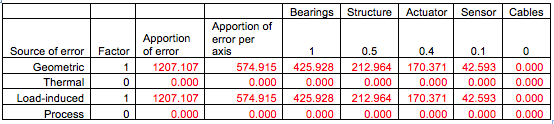 Bearings Structure Actuator Sensor Cables
Source of error Factor Apportion of error Apportion of error per axis 1 0.5 0.4 0.1 0
Geometric 1 1207.107 574.915 425.928 212.964 170.371 42.593 0.000
Thermal 0 0.000 0.000 0.000 0.000 0.000 0.000 0.000
Load-induced 1 1207.107 574.915 425.928 212.964 170.371 42.593 0.000
Process 0 0.000 0.000 0.000 0.000 0.000 0.000 0.000